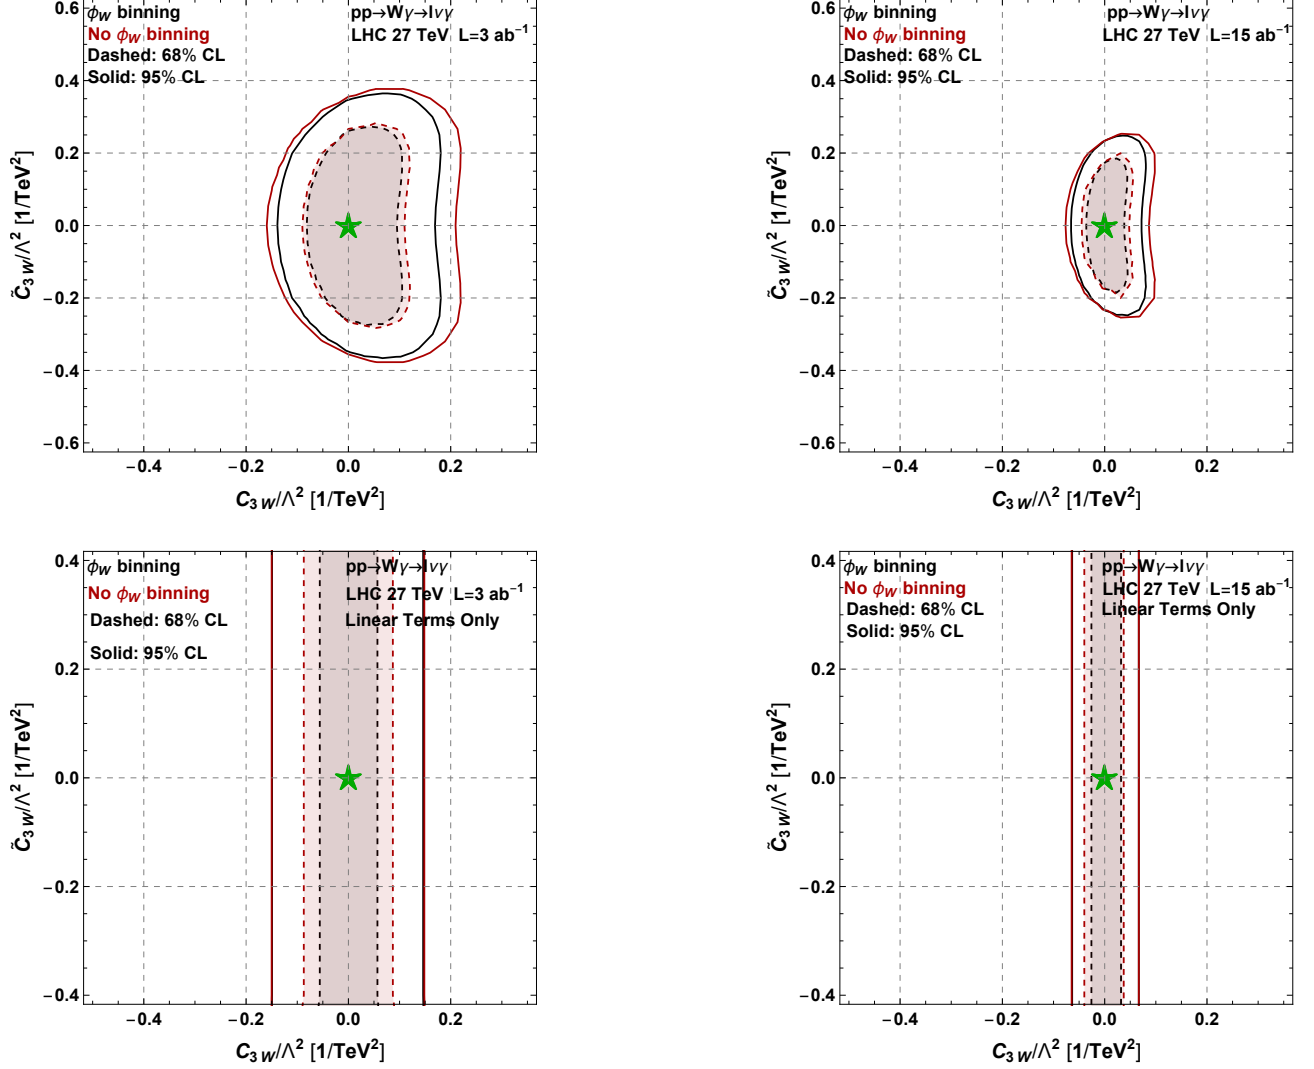 ϕW binning
pp→Wγ→lνγ
No ϕW binning
LHC 27 TeV L=3 ab−1
Dashed: 68% CL
Solid: 95% CL
0.6
0.4
0.2
0.0
−0.2
−0.4
−0.6
C̃3W/Λ2 [1/TeV2]
−0.4 −0.2 0.0 0.2
C3W/Λ2 [1/TeV2]
ϕW binning
pp→Wγ→lνγ
No ϕW binning
LHC 27 TeV L=15 ab−1
Dashed: 68% CL
Solid: 95% CL
0.6
0.4
0.2
0.0
−0.2
−0.4
−0.6
C̃3W/Λ2 [1/TeV2]
−0.4 −0.2 0.0 0.2
C3W/Λ2 [1/TeV2]
ϕW binning
pp→Wγ→lνγ
No ϕW binning
LHC 27 TeV L=3 ab−1
Dashed: 68% CL
Linear Terms Only
Solid: 95% CL
0.4
0.2
0.0
−0.2
−0.4
C̃3W/Λ2 [1/TeV2]
−0.4 −0.2 0.0 0.2
C3W/Λ2 [1/TeV2]
ϕW binning
pp→Wγ→lνγ
No ϕW binning
LHC 27 TeV L=15 ab−1
Dashed: 68% CL
Linear Terms Only
Solid: 95% CL
0.4
0.2
0.0
−0.2
−0.4
C̃3W/Λ2 [1/TeV2]
−0.4 −0.2 0.0 0.2
C3W/Λ2 [1/TeV2]